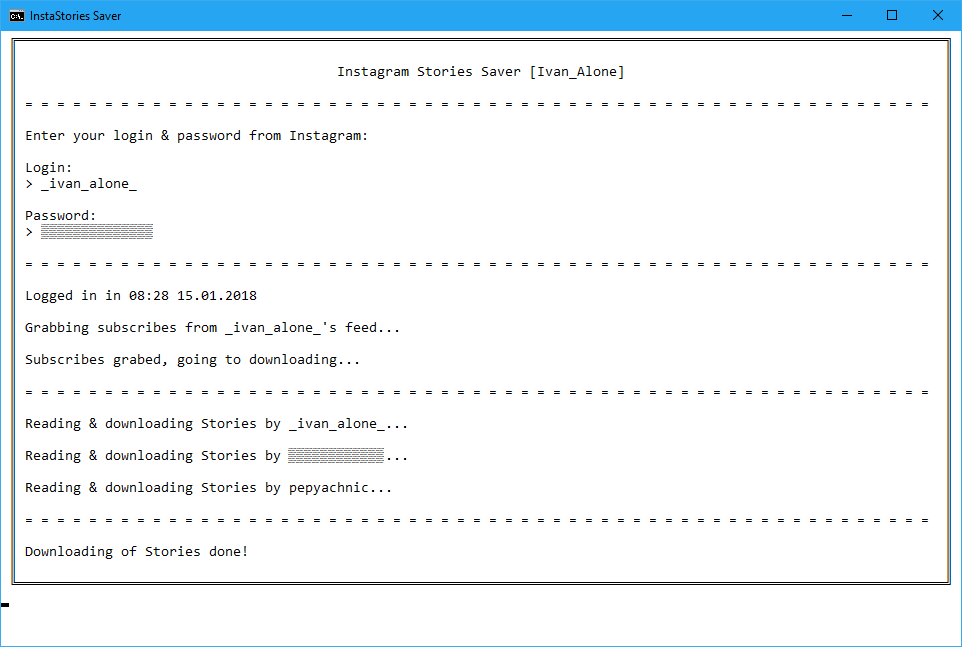 InstaStories Saver
Instagram Stories Saver [Ivan_Alone]
= = = = = = = = = = = = = = = = = = = = = = = = = = = = = = = = = = = = = = = = = = = = = = = = = = = = = = = = =
Enter your login & password from Instagram:
Login:
> _ivan_alone_
Password:
>
= = = = = = = = = = = = = = = = = = = = = = = = = = = = = = = = = = = = = = = = = = = = = = = = = = = = = = = = =
Logged in in 08:28 15.01.2018
Grabbing subscribes from _ivan_alone_'s feed...
Subscribes grabed, going to downloading...
= = = = = = = = = = = = = = = = = = = = = = = = = = = = = = = = = = = = = = = = = = = = = = = = = = = = = = = = =
Reading & downloading Stories by _ivan_alone_...
Reading & downloading Stories by ...
Reading & downloading Stories by pepyachnic...
= = = = = = = = = = = = = = = = = = = = = = = = = = = = = = = = = = = = = = = = = = = = = = = = = = = = = = = = =
Downloading of Stories done!